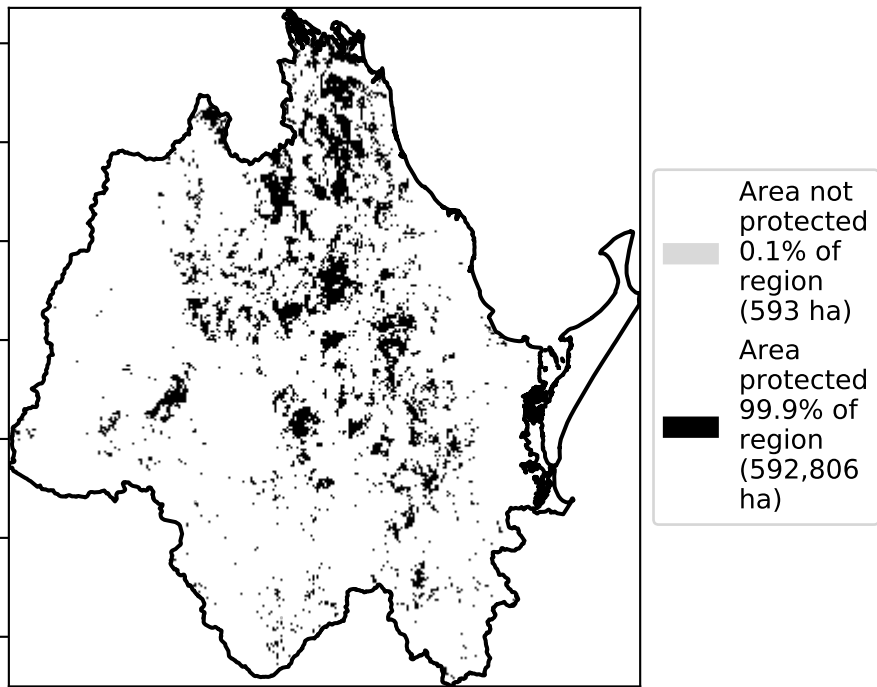 Area not
protected
0.1% of
region
(593 ha)
Area
protected
99.9% of
region
(592,806
ha)